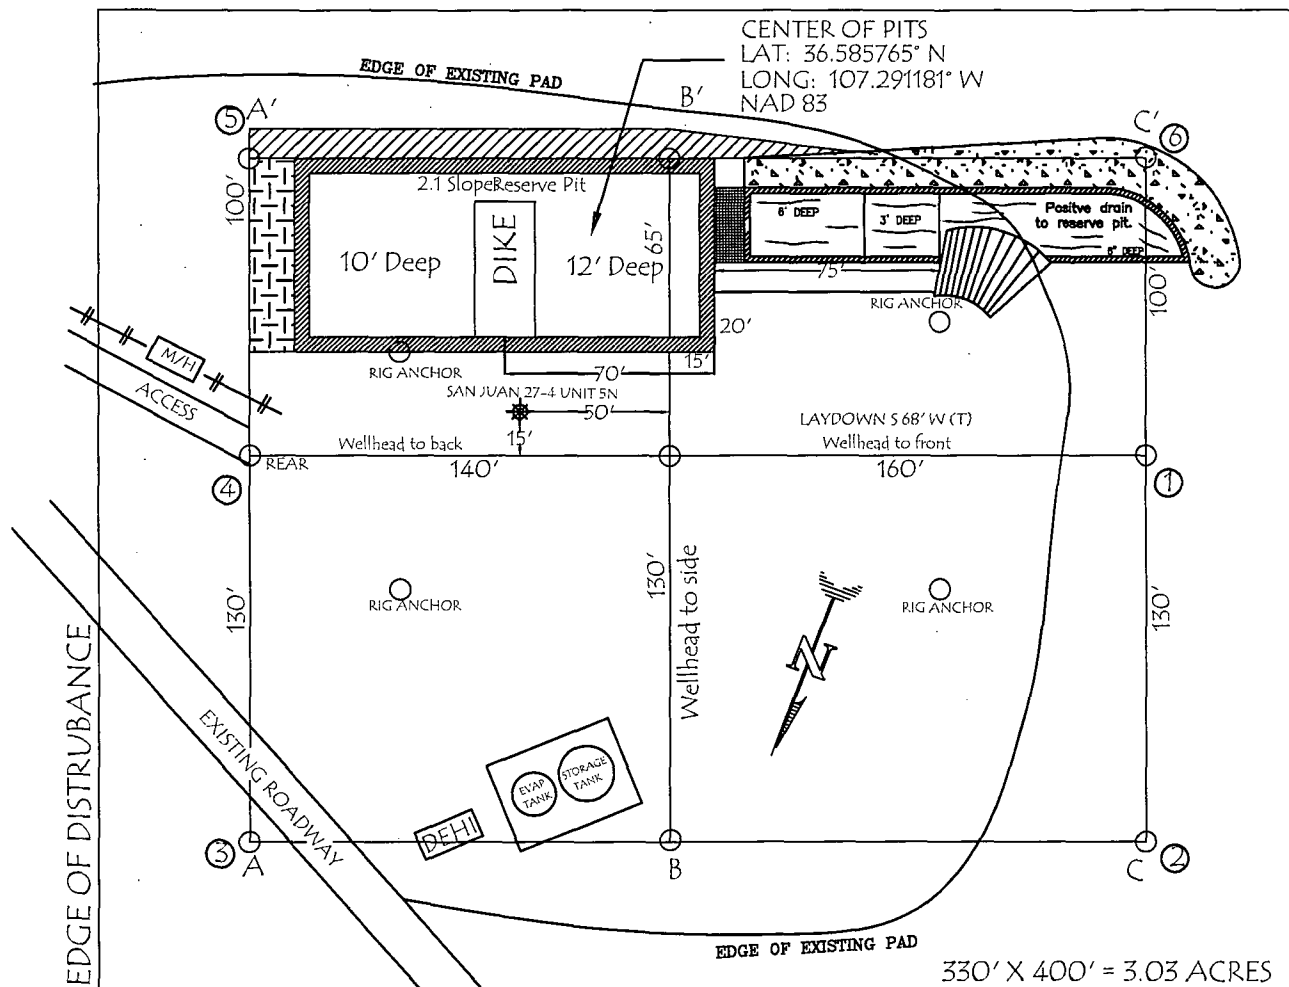 CENTER OF PITS
LAT: 36.585765° N
LONG: 107.291181° W
NAD 83
EDGE OF EXISTING PAD
B'
5 A'
C' 6
100'
2.1 SlopeReserve Pit
DIKE
65'
10' Deep
12' Deep
6' DEEP
3' DEEP
Positve drain
to reserve pit.
6" DEEP
75'
100'
RIG ANCHOR
20'
15'
M/H
ACCESS
RIG ANCHOR
70'
SAN JUAN 27-4 UNIT 5N
50'
15'
LAYDOWN S 68' W (T)
Wellhead to back
Wellhead to front
REAR
140'
160'
4
1
130'
130'
130'
Wellhead to side
RIG ANCHOR
RIG ANCHOR
N
EDGE OF DISTRUBANCE
EXISTING ROADWAY
EVAP
TANK
STORAGE
TANK
DEHI
3
A
B
C
2
EDGE OF EXISTING PAD
330' X 400' = 3.03 ACRES